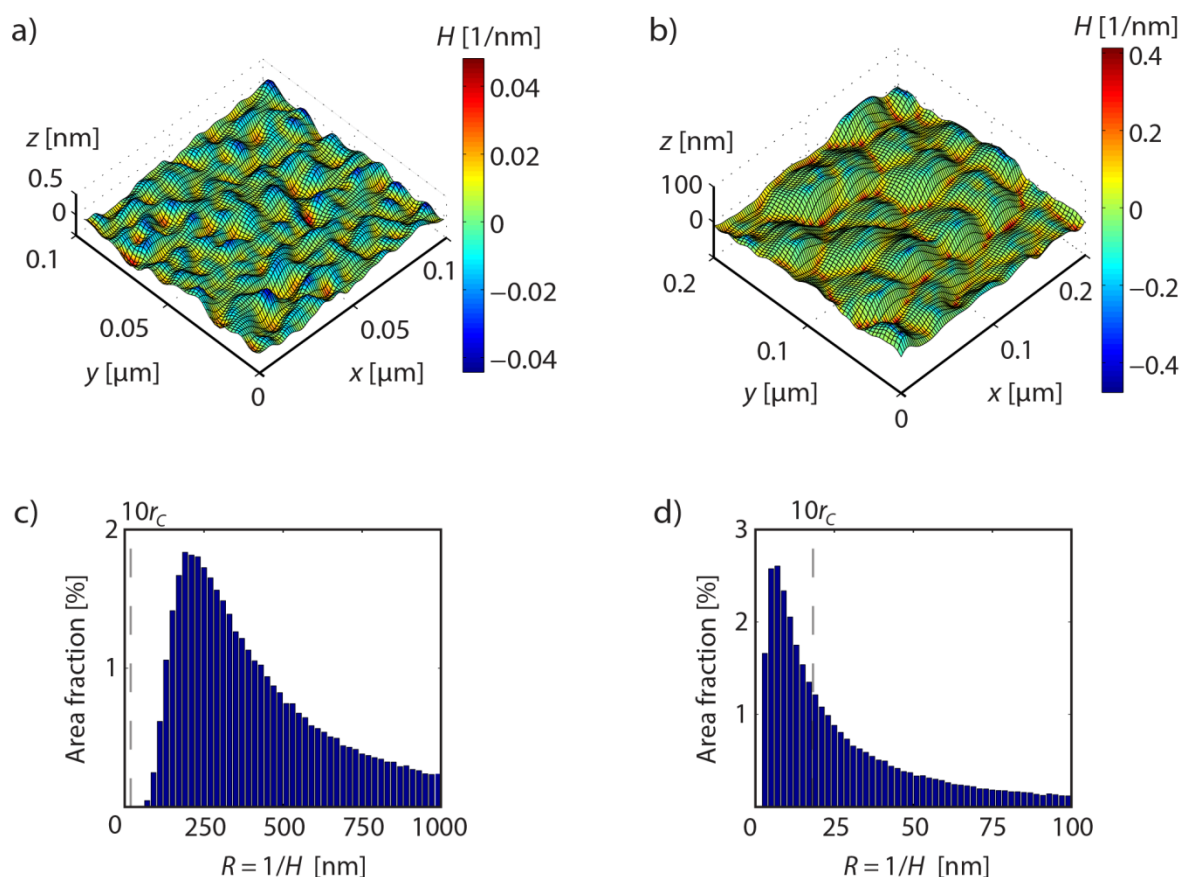 a)
H [1/nm]
z [nm]
0.5
0
0.1
0.05
y [μm]
0
0.05
x [μm]
0.1
0.04
0.02
0
−0.02
−0.04
b)
H [1/nm]
z [nm]
100
0
0.2
0.1
y [μm]
0
0.1
x [μm]
0.2
0.4
0.2
0
−0.2
−0.4
c)
10rC
2
1
Area fraction [%]
0 250 500 750 1000
R = 1/H [nm]
d)
10rC
3
2
1
Area fraction [%]
0 25 50 75 100
R = 1/H [nm]